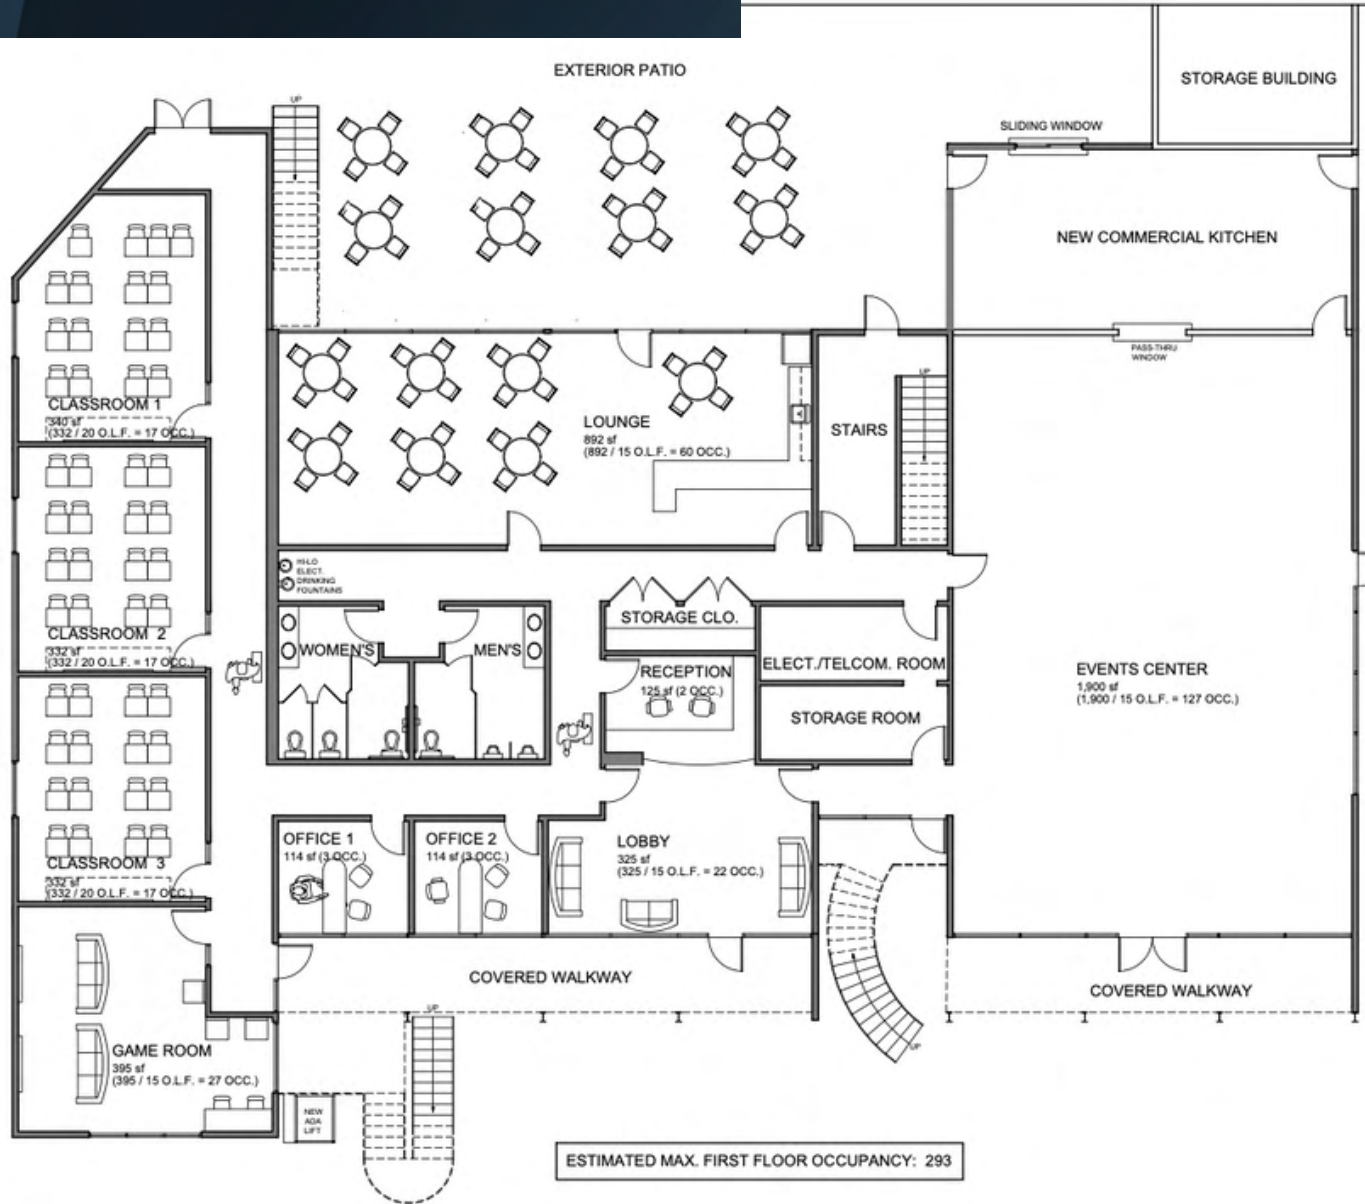 EXTERIOR PATIO
STORAGE BUILDING
UP
SLIDING WINDOW
NEW COMMERCIAL KITCHEN
PASS-THRU
WINDOW
UP
CLASSROOM 1
340 sf
(332 / 20 O.L.F. = 17 OCC.)
LOUNGE
892 sf
(892 / 15 O.L.F. = 60 OCC.)
STAIRS
HI-LO
ELECT.
DRINKING
FOUNTAINS
CLASSROOM 2
332 sf
(332 / 20 O.L.F. = 17 OCC.)
WOMEN'S
MEN'S
STORAGE CLO.
RECEPTION
125 sf (2 OCC.)
ELECT./TELCOM. ROOM
STORAGE ROOM
EVENTS CENTER
1,900 sf
(1,900 / 15 O.L.F. = 127 OCC.)
CLASSROOM 3
332 sf
(332 / 20 O.L.F. = 17 OCC.)
OFFICE 1
114 sf (3 OCC.)
OFFICE 2
114 sf (3 OCC.)
LOBBY
325 sf
(325 / 15 O.L.F. = 22 OCC.)
COVERED WALKWAY
COVERED WALKWAY
UP
UP
GAME ROOM
395 sf
(395 / 15 O.L.F. = 27 OCC.)
NEW
ADA
LIFT
ESTIMATED MAX. FIRST FLOOR OCCUPANCY: 293